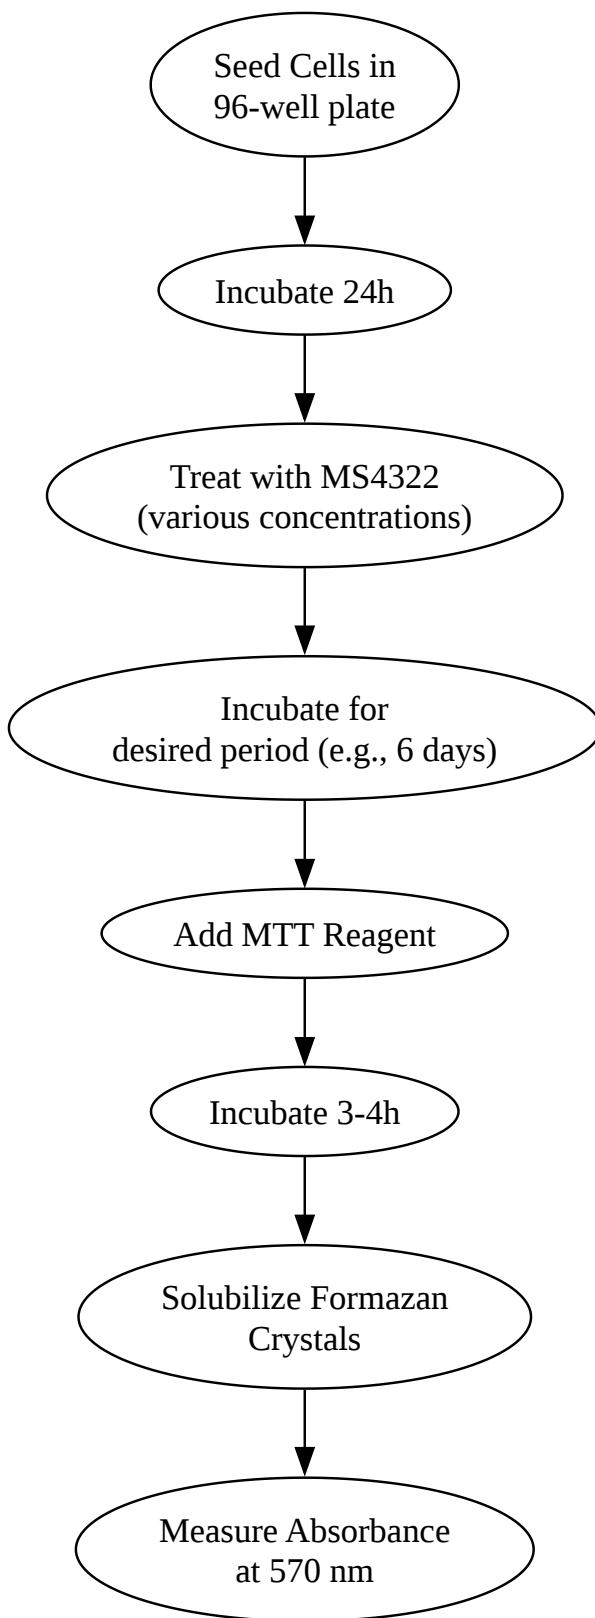 Seed Cells in
96-well plate
Incubate 24h
Treat with MS4322
(various concentrations)
Incubate for
desired period (e.g., 6 days)
Add MTT Reagent
Incubate 3-4h
Solubilize Formazan
Crystals
Measure Absorbance
at 570 nm